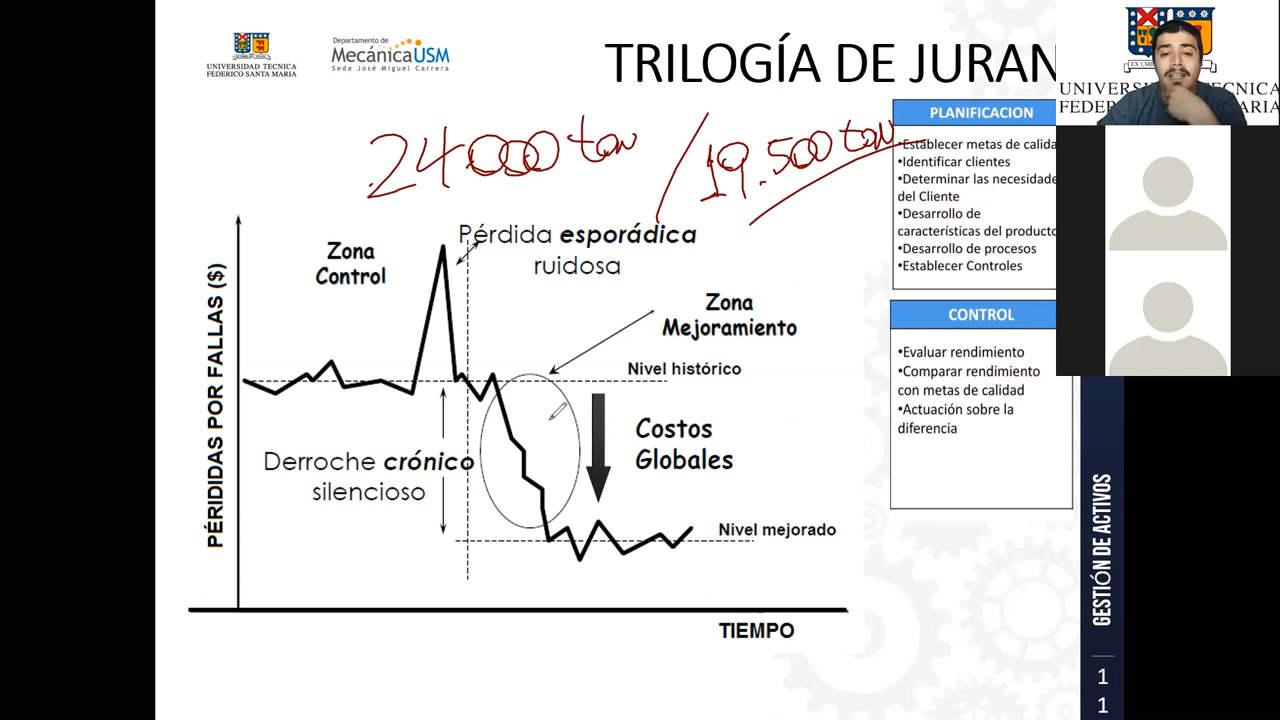 UNIVERSIDAD TECNICA
FEDERICO SANTA MARIA
Departamento de
MecánicaUSM
Sede José Miguel Carrera
TRILOGÍA DE JURAN
24.000 ton / 19.500 ton
PLANIFICACION
•Establecer metas de calida
•Identificar clientes
•Determinar las necesidade
del Cliente
•Desarrollo de
características del producto
•Desarrollo de procesos
•Establecer Controles
CONTROL
•Evaluar rendimiento
•Comparar rendimiento
con metas de calidad
•Actuación sobre la
diferencia
PÉRIDIDAS POR FALLAS ($)
Zona
Control
Pérdida esporádica
ruidosa
Zona
Mejoramiento
Nivel histórico
Costos
Globales
Derroche crónico
silencioso
Nivel mejorado
TIEMPO
GESTIÓN DE ACTIVOS
1
1